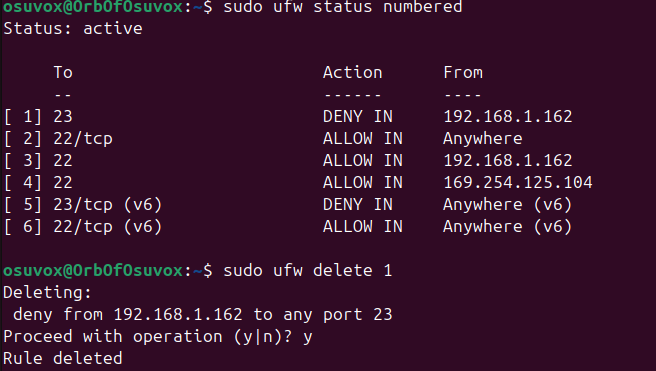 osuvox@OrbOfOsuvox:~$ sudo ufw status numbered
Status: active
To Action From
-- ------ ----
[ 1] 23 DENY IN 192.168.1.162
[ 2] 22/tcp ALLOW IN Anywhere
[ 3] 22 ALLOW IN 192.168.1.162
[ 4] 22 ALLOW IN 169.254.125.104
[ 5] 23/tcp (v6) DENY IN Anywhere (v6)
[ 6] 22/tcp (v6) ALLOW IN Anywhere (v6)
osuvox@OrbOfOsuvox:~$ sudo ufw delete 1
Deleting:
deny from 192.168.1.162 to any port 23
Proceed with operation (y|n)? y
Rule deleted